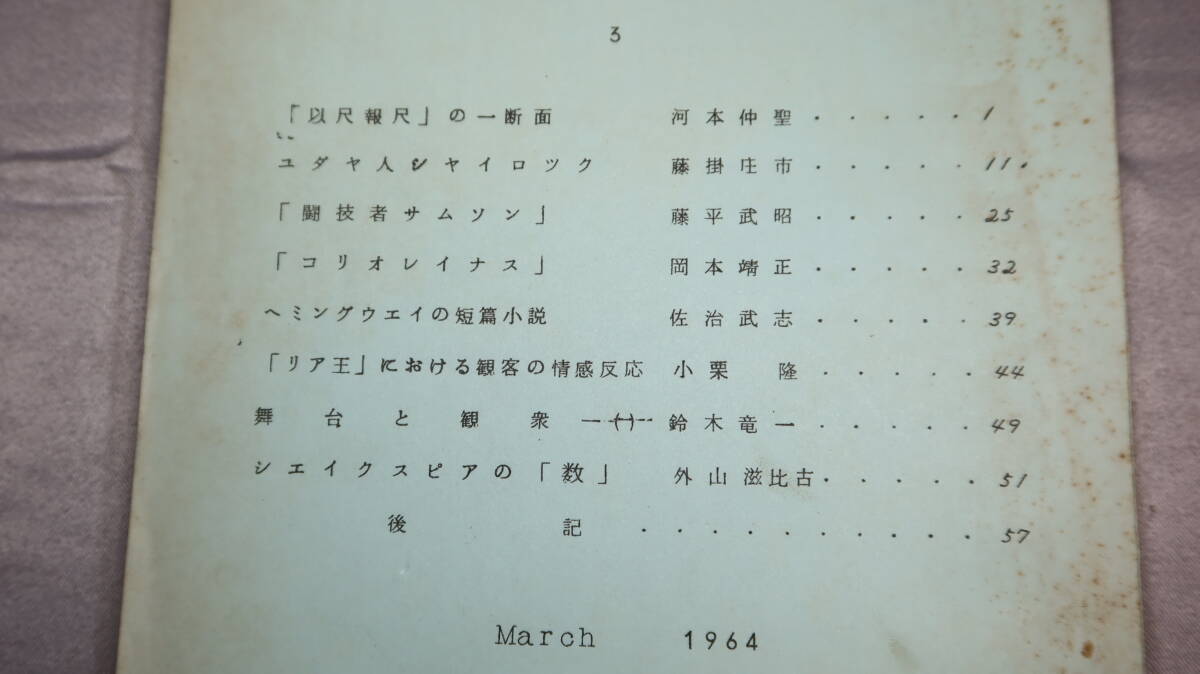 3
「以尺報尺」の一断面 河本仲聖・・・・・1
ユダヤ人シヤイロツク 藤掛庄市・・・・・11
「闘技者サムソン」 藤平武昭・・・・・25
「コリオレイナス」 岡本靖正・・・・・32
ヘミングウエイの短篇小説 佐治武志・・・・・39
「リア王」における観客の情感反応 小栗 隆・・・・・44
舞台と観衆 ―(一)― 鈴木竜一・・・・・49
シエイクスピアの「数」 外山滋比古・・・・・51
後記・・・・・・・・・・57
March 1964